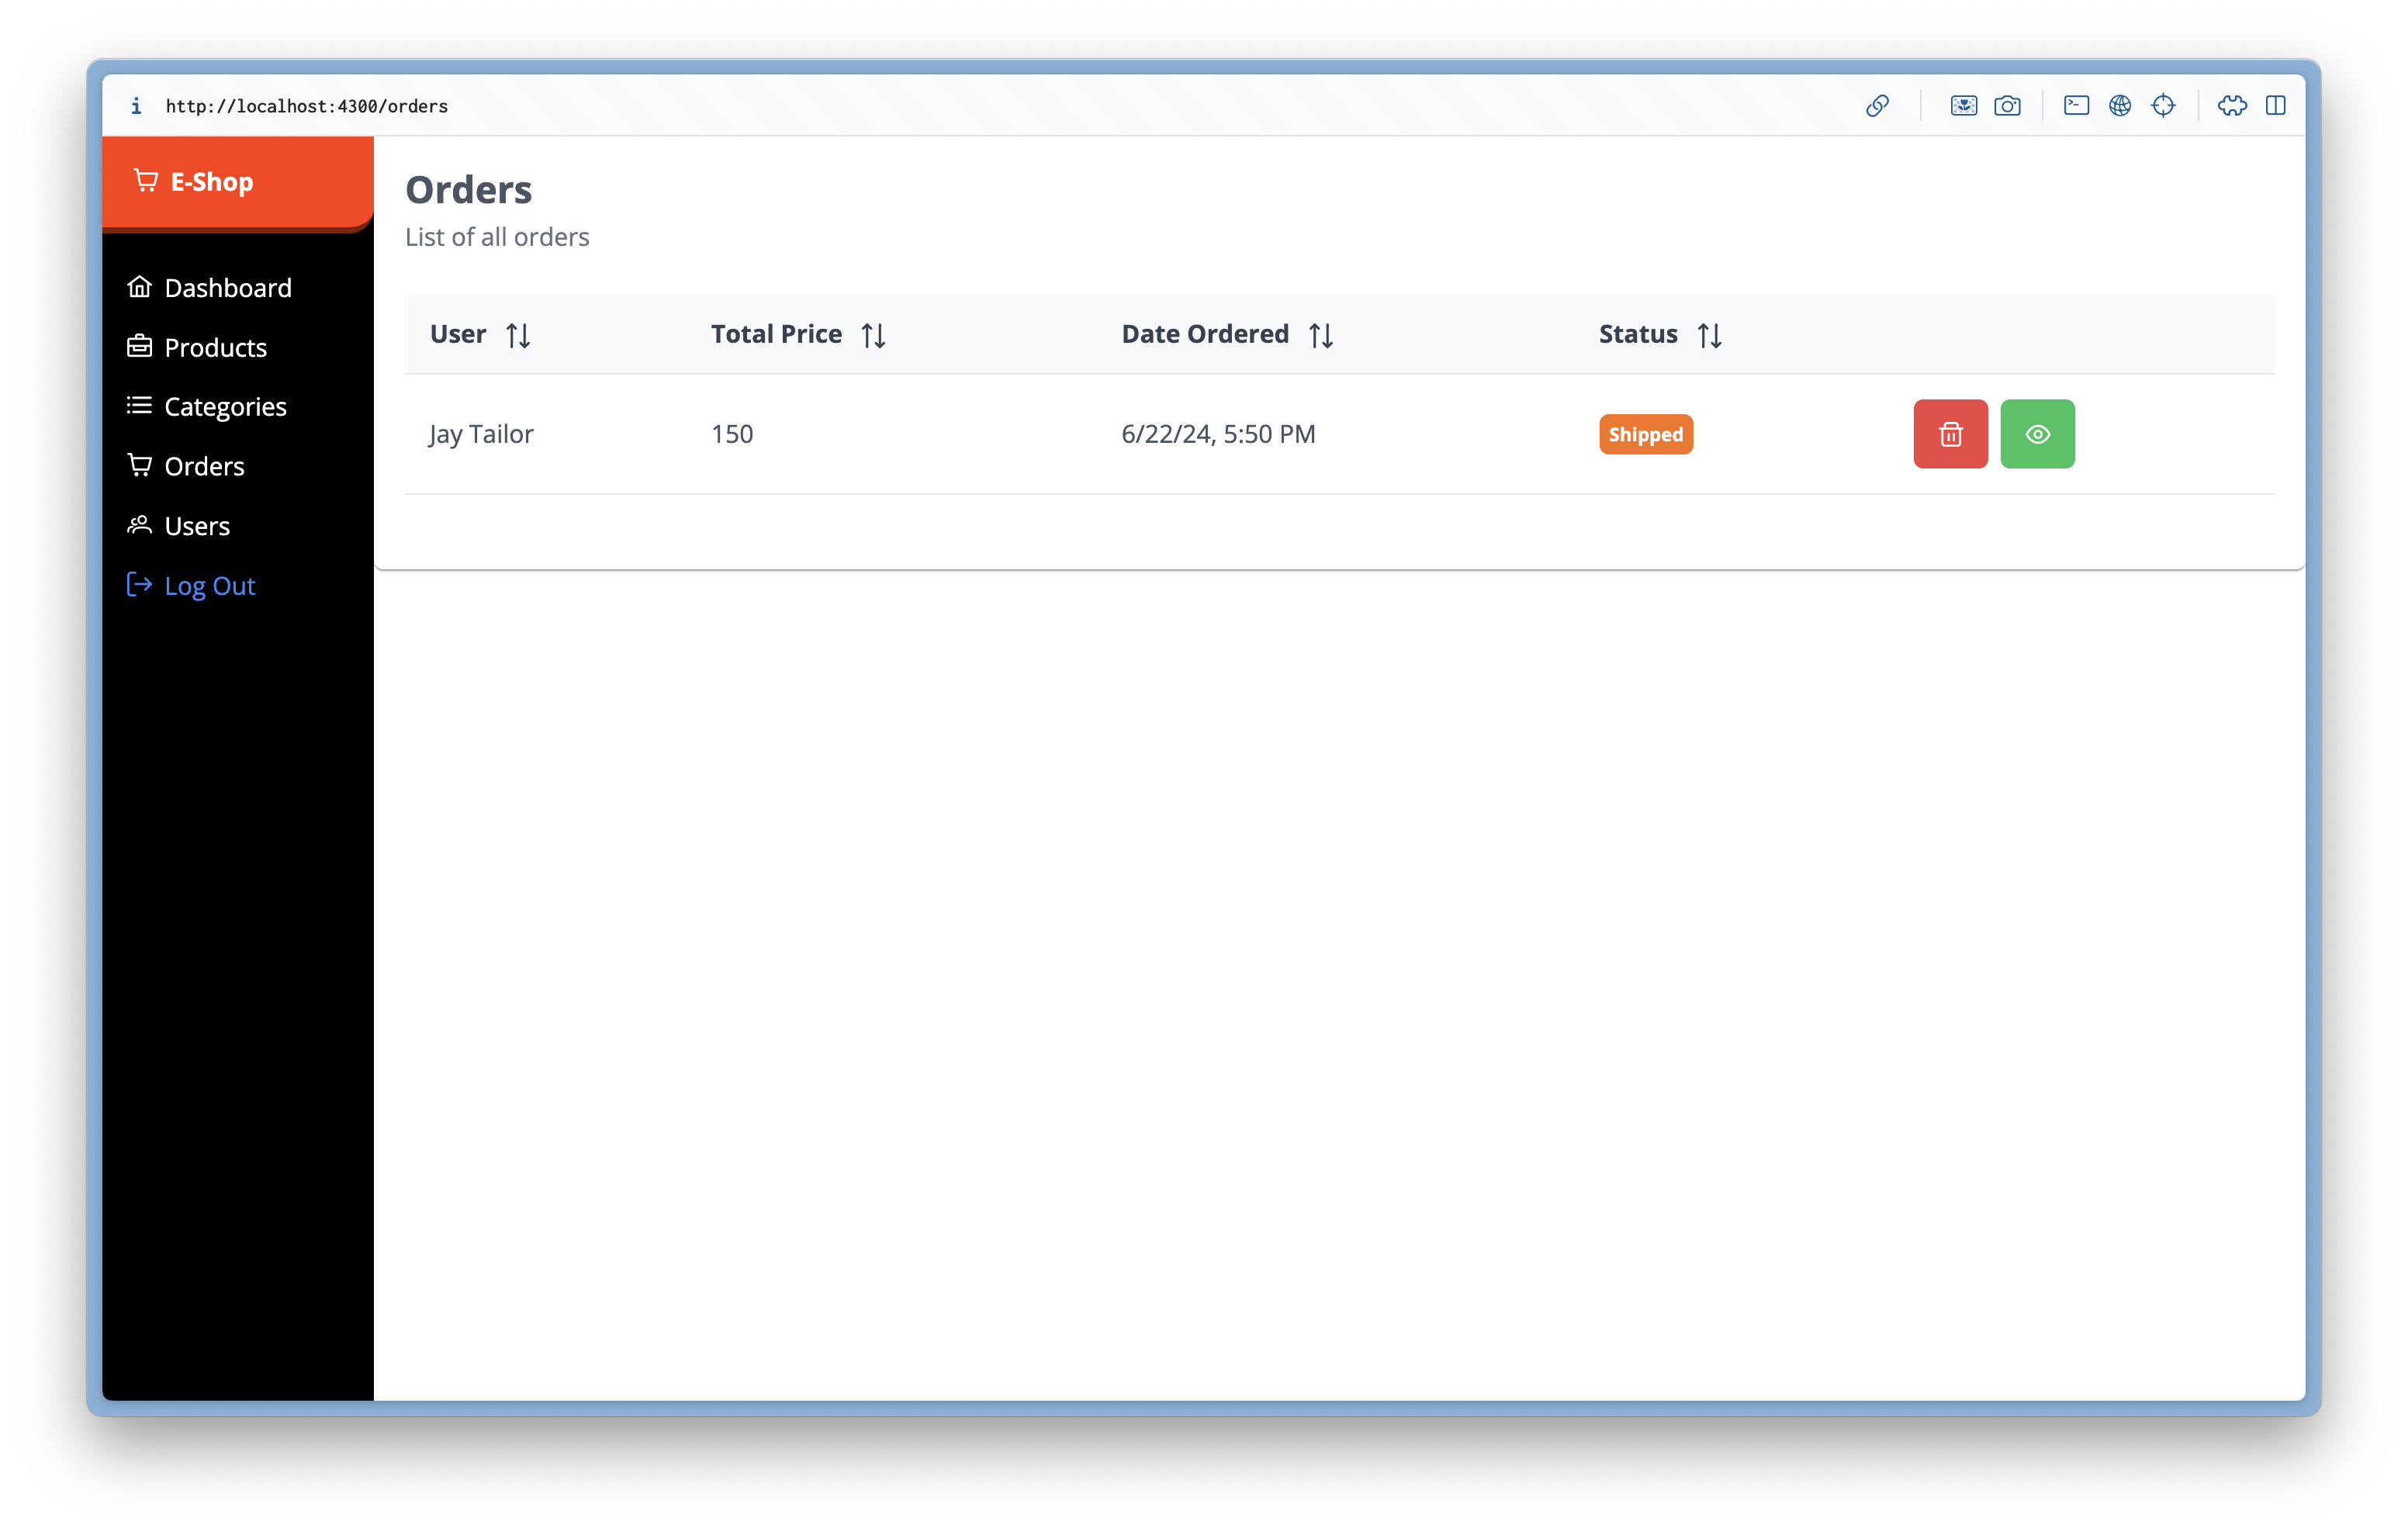 http://localhost:4300/orders
E-Shop
Dashboard
Products
Categories
Orders
Users
Log Out
Orders
List of all orders
User Total Price Date Ordered Status
Jay Tailor 150 6/22/24, 5:50 PM Shipped